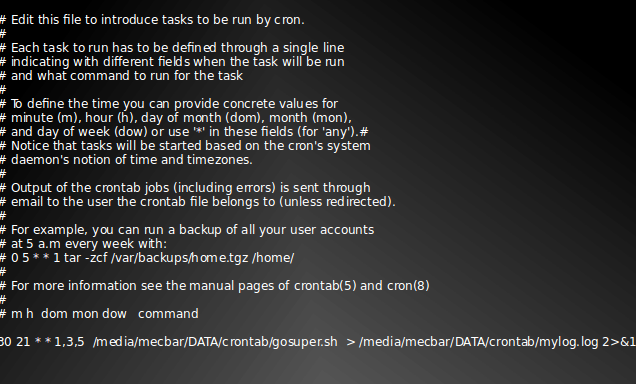 # Edit this file to introduce tasks to be run by cron.
#
# Each task to run has to be defined through a single line
# indicating with different fields when the task will be run
# and what command to run for the task
#
# To define the time you can provide concrete values for
# minute (m), hour (h), day of month (dom), month (mon),
# and day of week (dow) or use '*' in these fields (for 'any').#
# Notice that tasks will be started based on the cron's system
# daemon's notion of time and timezones.
#
# Output of the crontab jobs (including errors) is sent through
# email to the user the crontab file belongs to (unless redirected).
#
# For example, you can run a backup of all your user accounts
# at 5 a.m every week with:
# 0 5 * * 1 tar -zcf /var/backups/home.tgz /home/
#
# For more information see the manual pages of crontab(5) and cron(8)
#
# m h  dom mon dow   command
30 21 * * 1,3,5  /media/mecbar/DATA/crontab/gosuper.sh  > /media/mecbar/DATA/crontab/mylog.log 2>&1